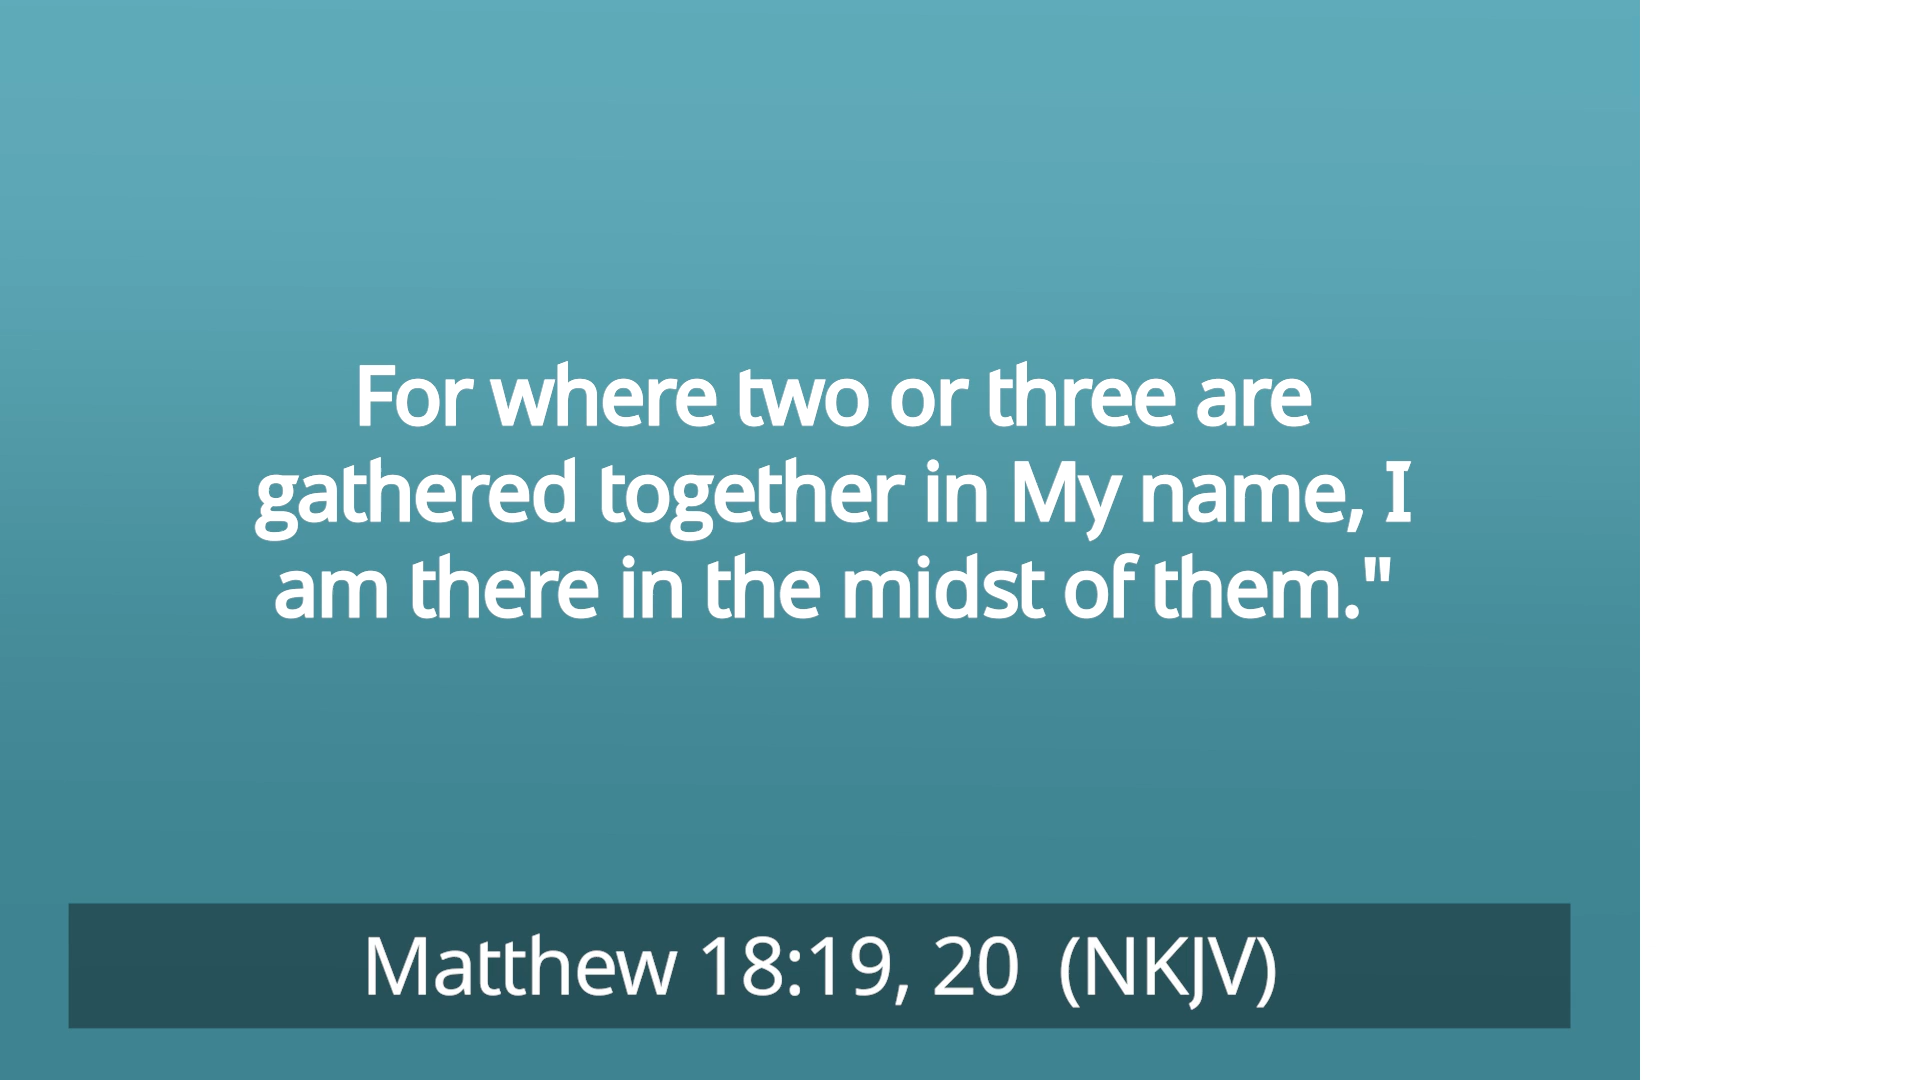 For where two or three are
gathered together in My name, I
am there in the midst of them."
Matthew 18:19, 20 (NKJV)